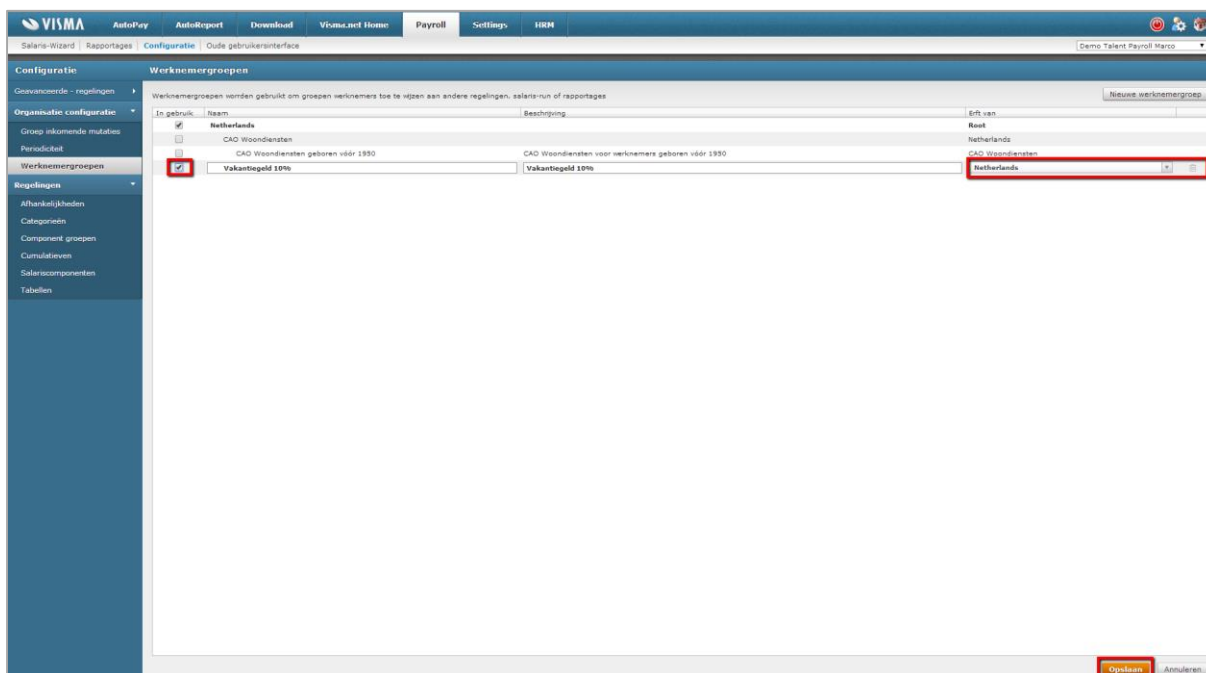 VISMA AutoPay AutoReport Download Visma.net Home Payroll Settings HRM
Salaris-Wizard Rapportages Configuratie Oude gebruikersinterface Demo Talent Payroll Marco
Configuratie Werknemergroepen
Geavanceerde - regelingen
Werknemergroepen worden gebruikt om groepen werknemers toe te wijzen aan andere regelingen, salaris-run of rapportages Nieuwe werknemergroep
Organisatie configuratie
In gebruik Naam Beschrijving Erft van
Netherlands Root
Groep inkomende mutaties
CAO Woondiensten Netherlands
Periodiciteit
CAO Woondiensten geboren vóór 1950 CAO Woondiensten voor werknemers geboren vóór 1950 CAO Woondiensten
Werknemergroepen
Vakantiegeld 10% Vakantiegeld 10% Netherlands
Regelingen
Afhankelijkheden
Categorieën
Component groepen
Cumulatieven
Salariscomponenten
Tabellen
Opslaan Annuleren